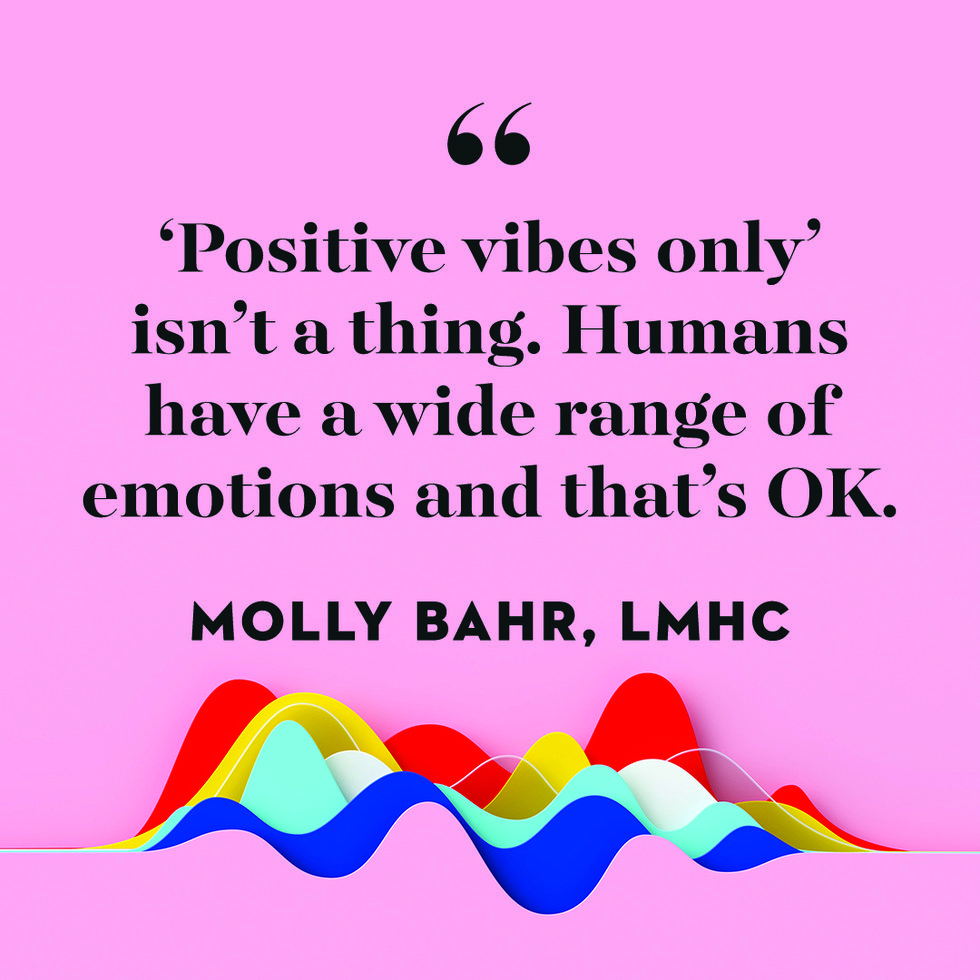 “
‘Positive vibes only’
isn’t a thing. Humans
have a wide range of
emotions and that’s OK.
MOLLY BAHR, LMHC